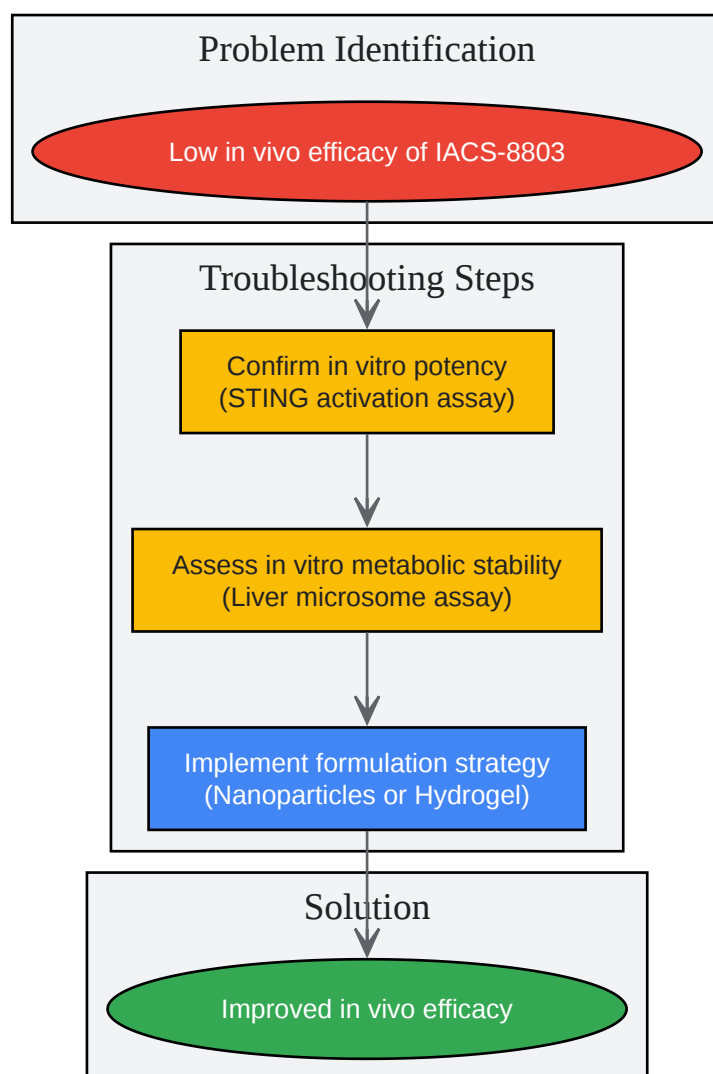 Problem Identification
Low in vivo efficacy of IACS-8803
Troubleshooting Steps
Confirm in vitro potency
(STING activation assay)
Assess in vitro metabolic stability
(Liver microsome assay)
Implement formulation strategy
(Nanoparticles or Hydrogel)
Solution
Improved in vivo efficacy